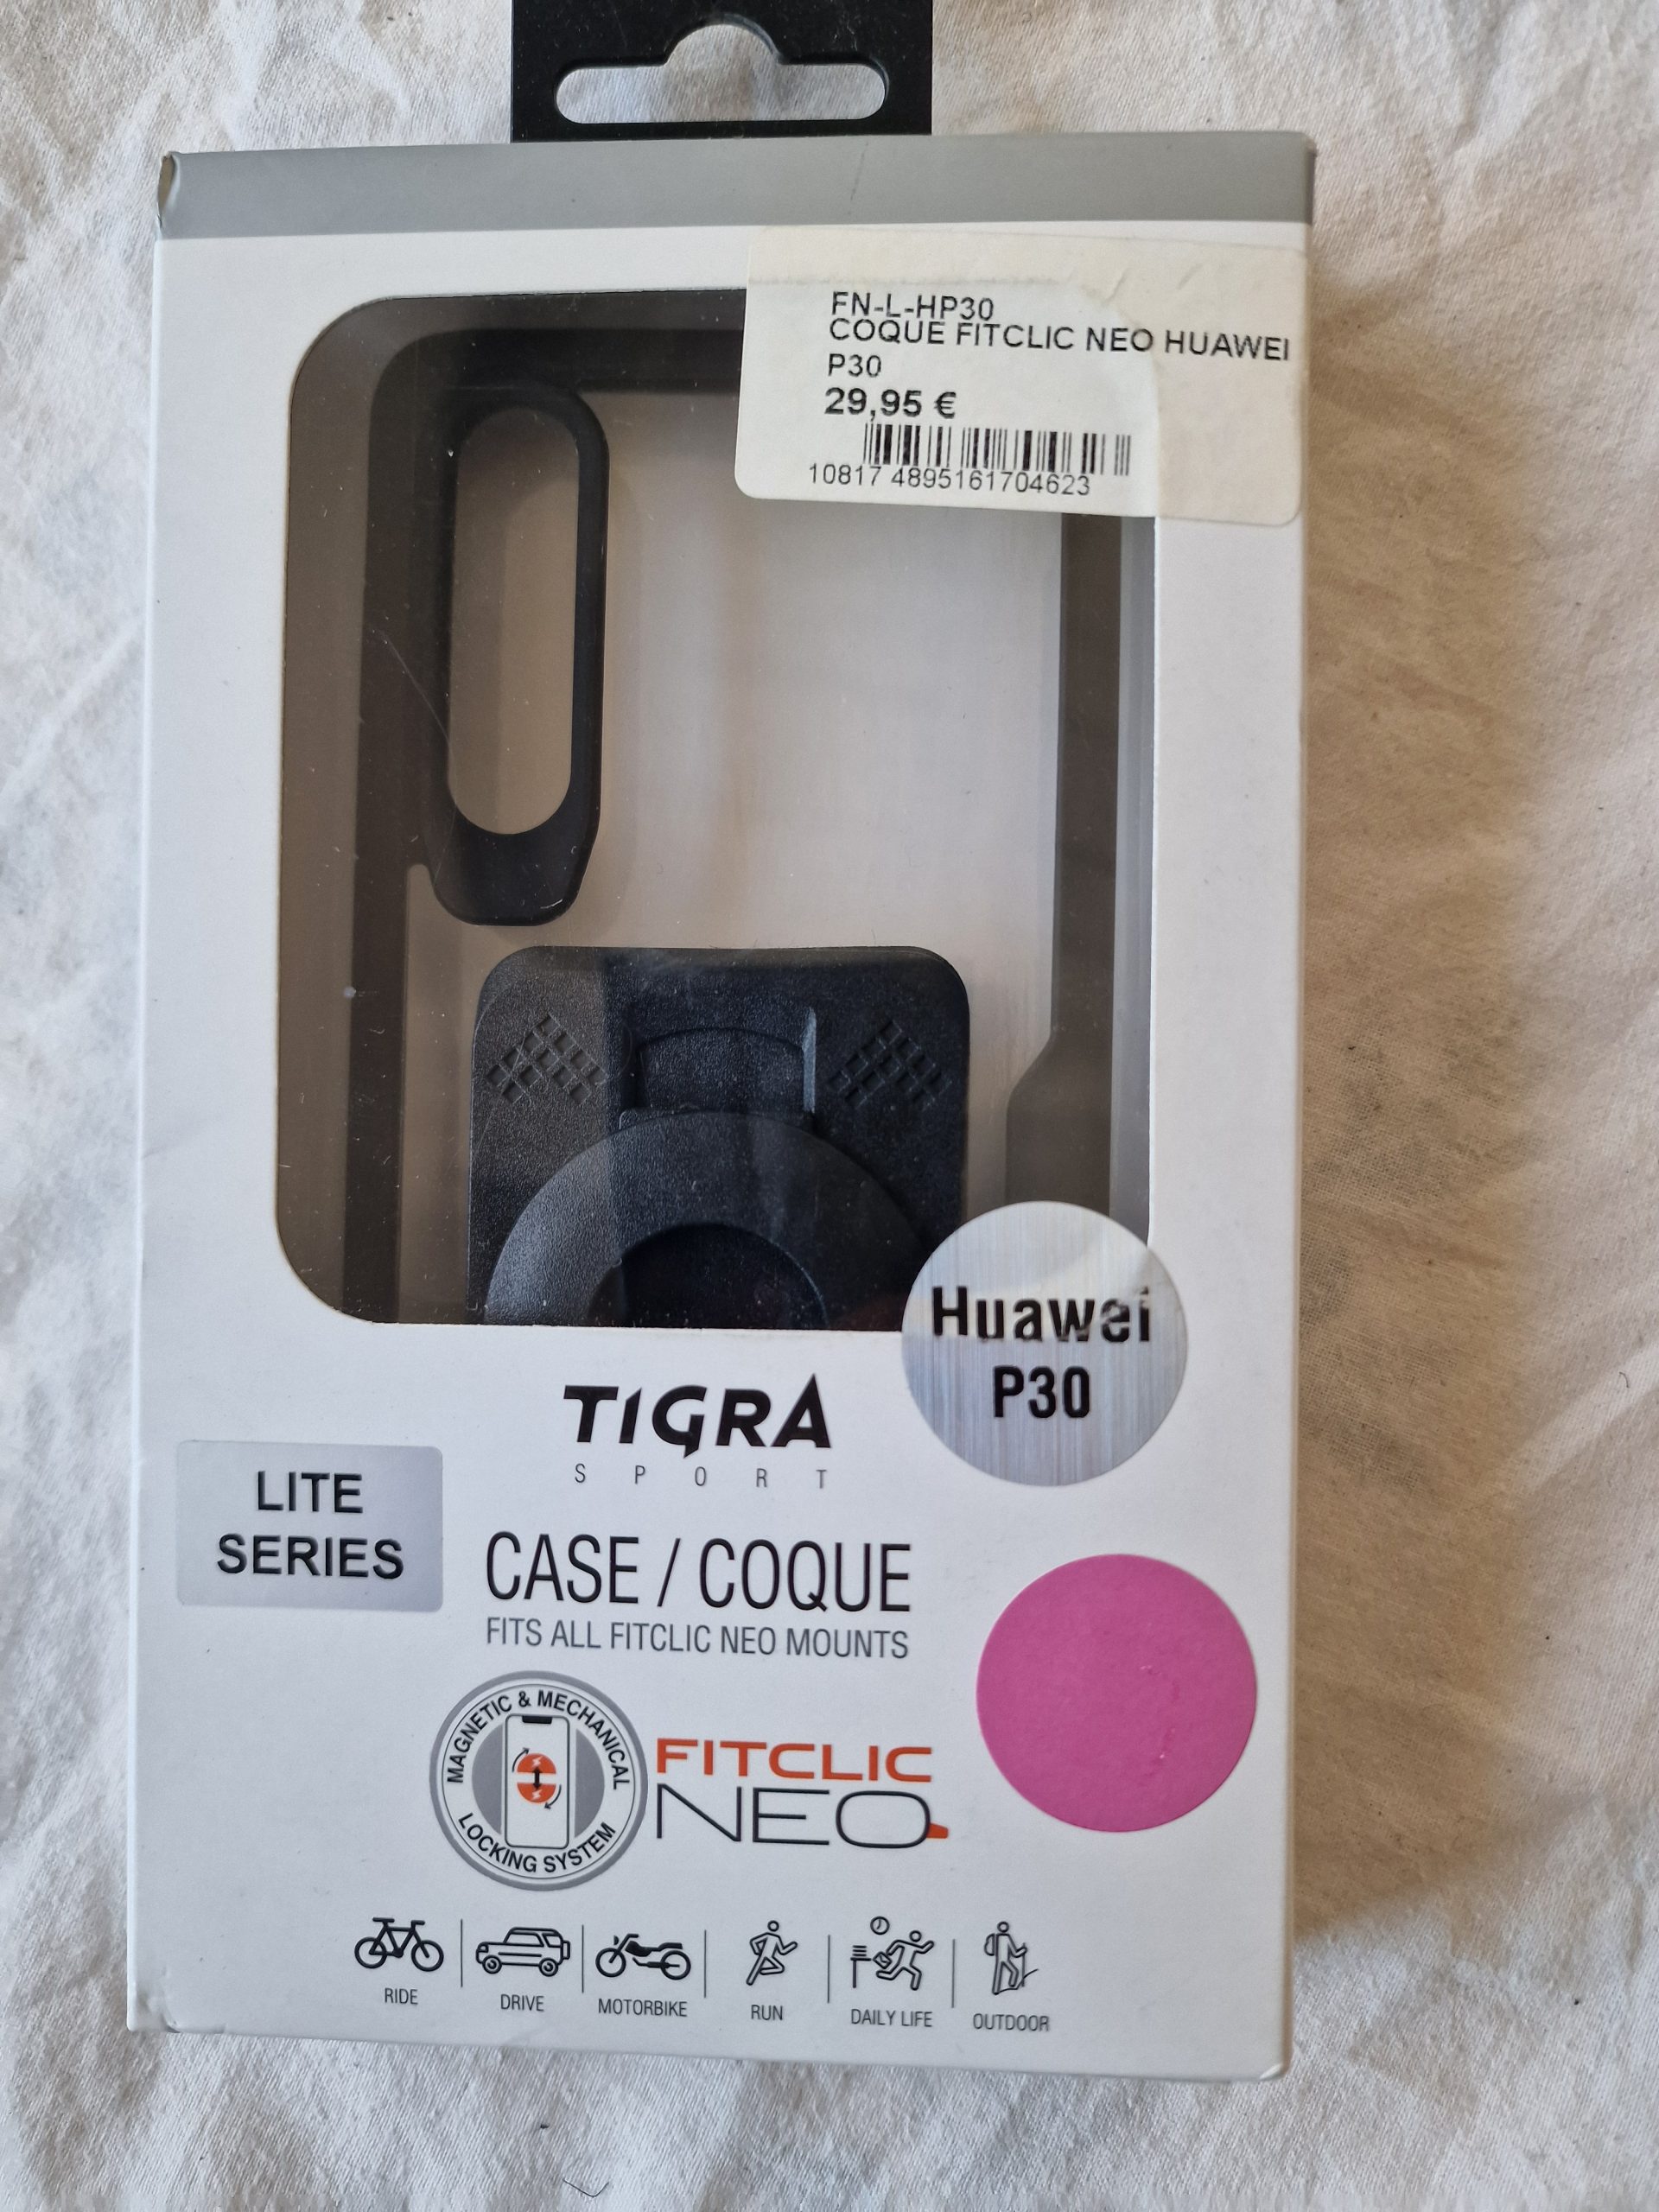 FN-L-HP30
COQUE FITCLIC NEO HUAWEI
P30
29,95 €
10817 4895161704623
Huawei
P30
TIGRA
SPORT
LITE
SERIES
CASE / COQUE
FITS ALL FITCLIC NEO MOUNTS
MAGNETIC & MECHANICAL
LOCKING SYSTEM
FITCLIC
NEO
RIDE
DRIVE
MOTORBIKE
RUN
DAILY LIFE
OUTDOOR